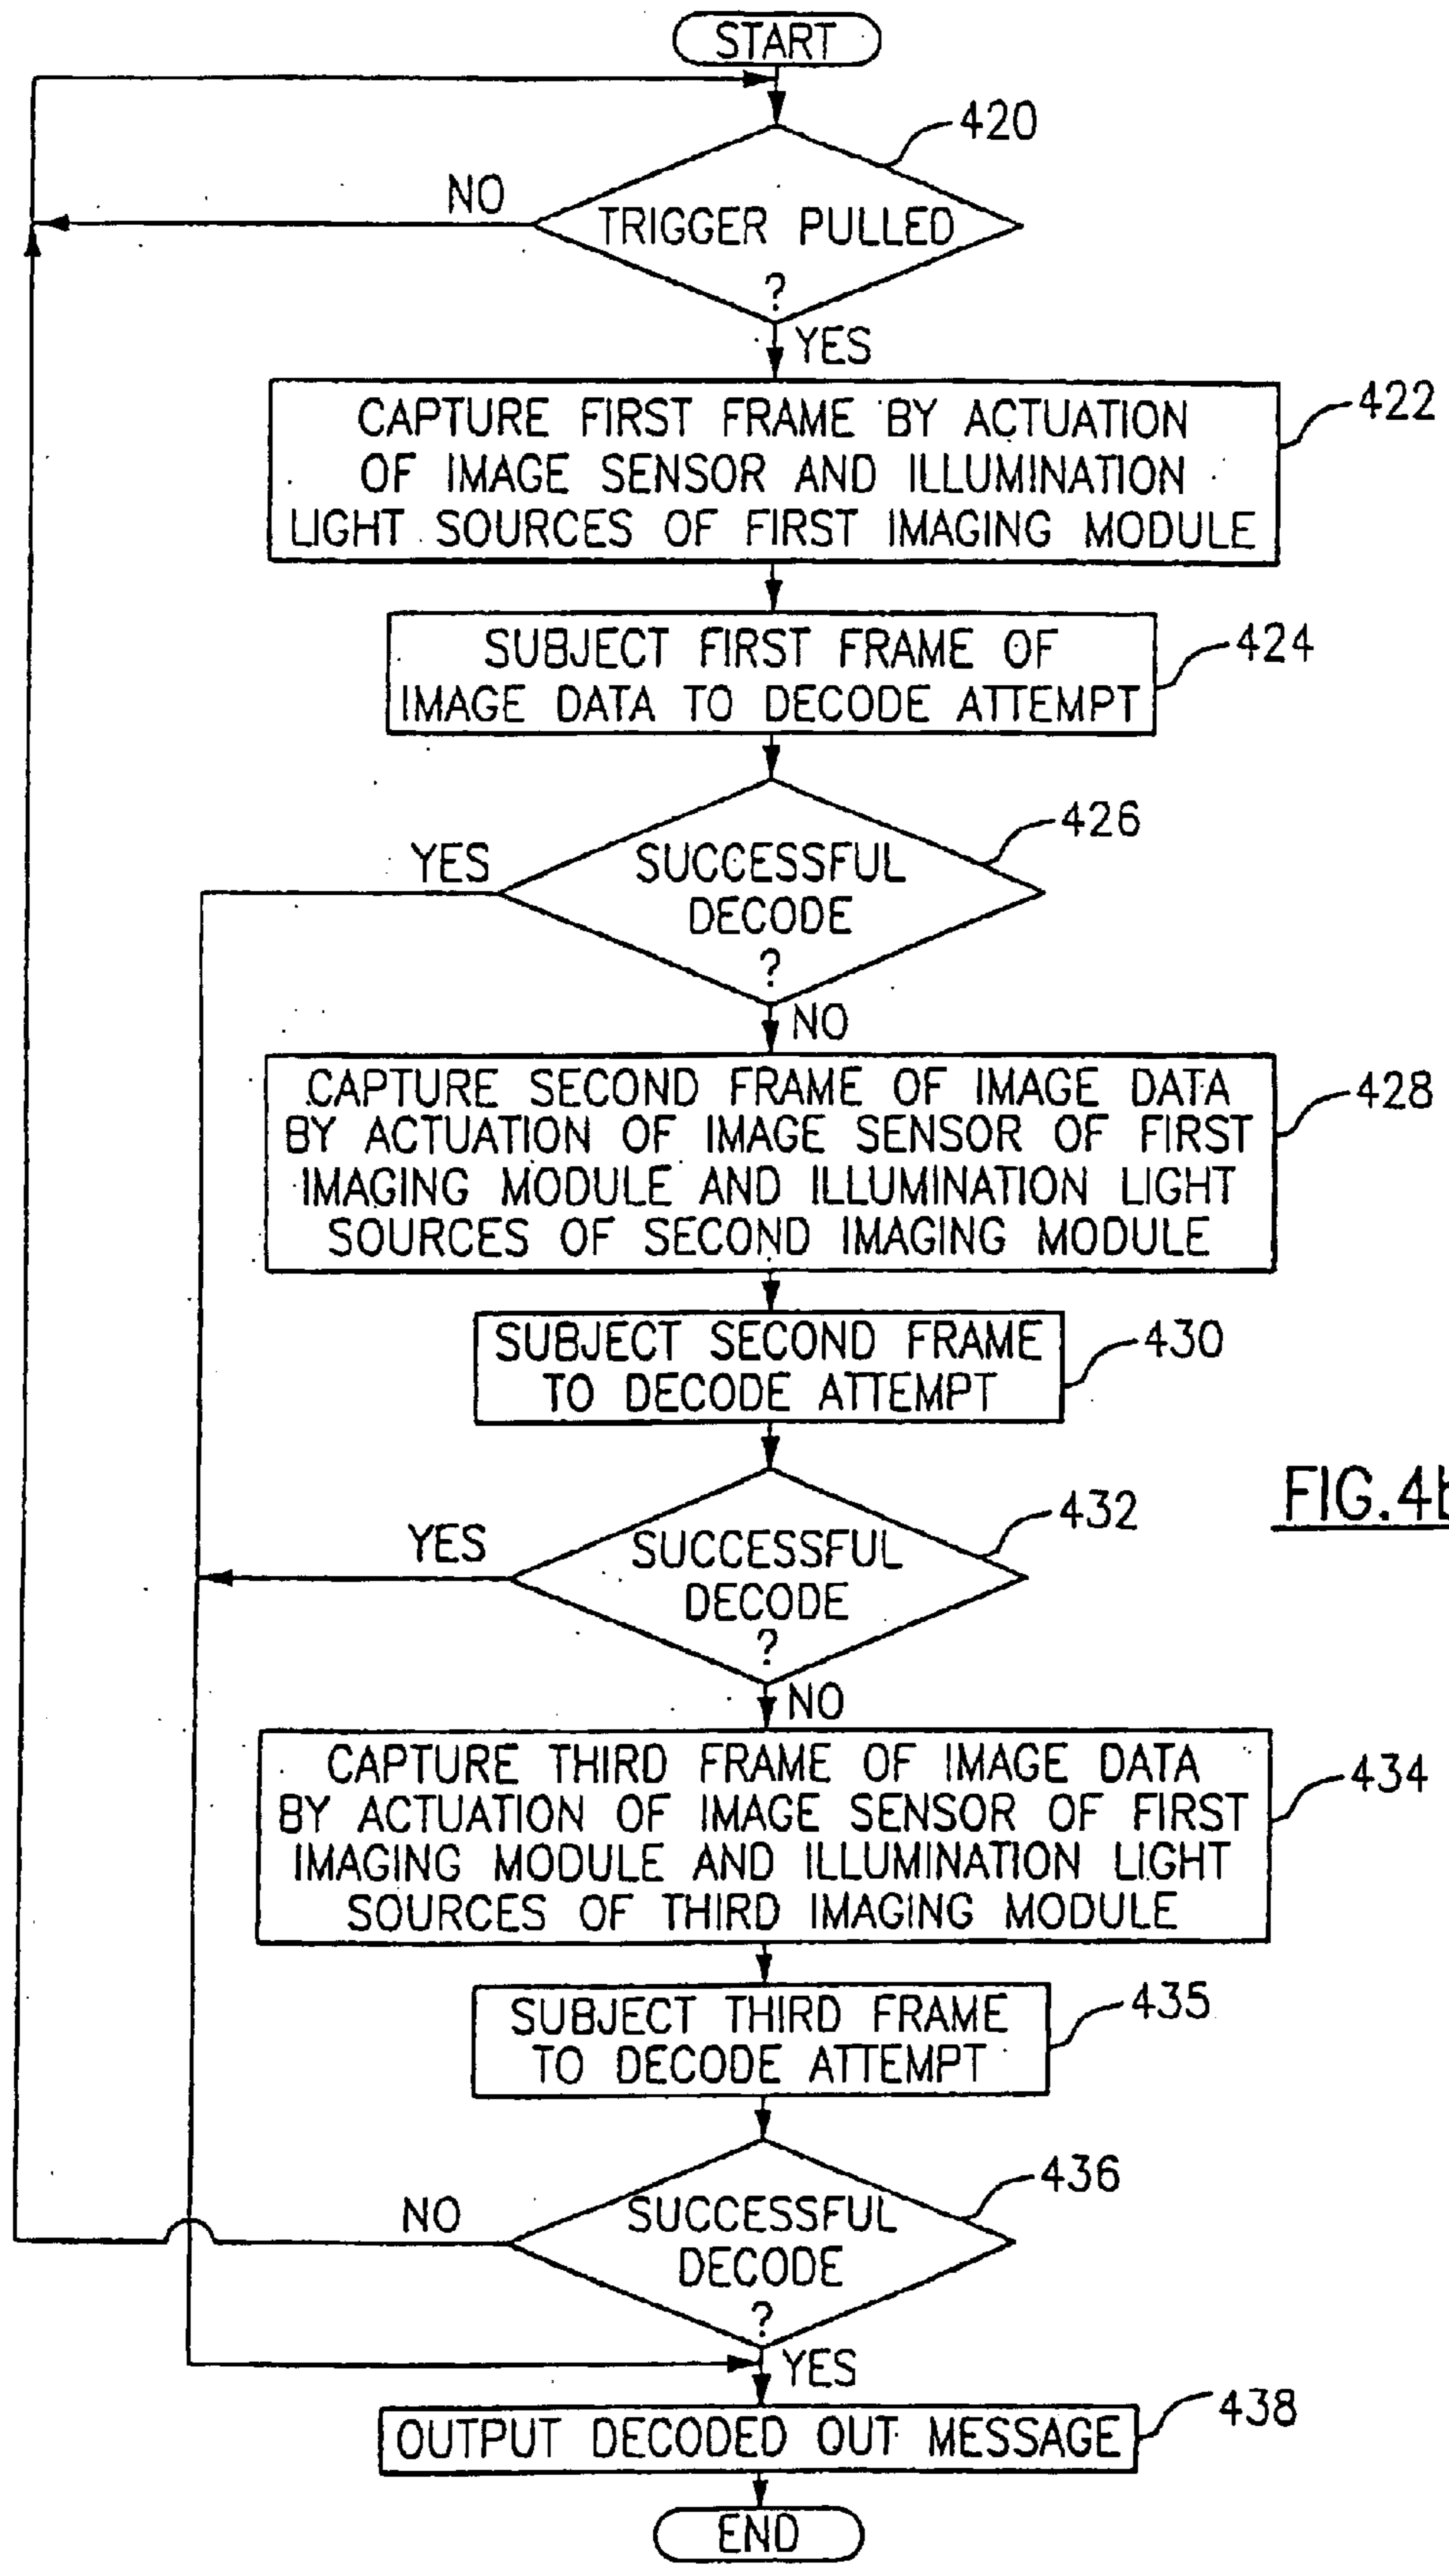 START
420
NO
TRIGGER PULLED
?
YES
CAPTURE FIRST FRAME BY ACTUATION
OF IMAGE SENSOR AND ILLUMINATION
LIGHT SOURCES OF FIRST IMAGING MODULE
422
SUBJECT FIRST FRAME OF
IMAGE DATA TO DECODE ATTEMPT
424
426
YES
SUCCESSFUL
DECODE
?
NO
CAPTURE SECOND FRAME OF IMAGE DATA
BY ACTUATION OF IMAGE SENSOR OF FIRST
IMAGING MODULE AND ILLUMINATION LIGHT
SOURCES OF SECOND IMAGING MODULE
428
SUBJECT SECOND FRAME
TO DECODE ATTEMPT
430
FIG.4b
432
YES
SUCCESSFUL
DECODE
?
NO
CAPTURE THIRD FRAME OF IMAGE DATA
BY ACTUATION OF IMAGE SENSOR OF FIRST
IMAGING MODULE AND ILLUMINATION LIGHT
SOURCES OF THIRD IMAGING MODULE
434
SUBJECT THIRD FRAME
TO DECODE ATTEMPT
435
436
NO
SUCCESSFUL
DECODE
?
YES
OUTPUT DECODED OUT MESSAGE
438
END